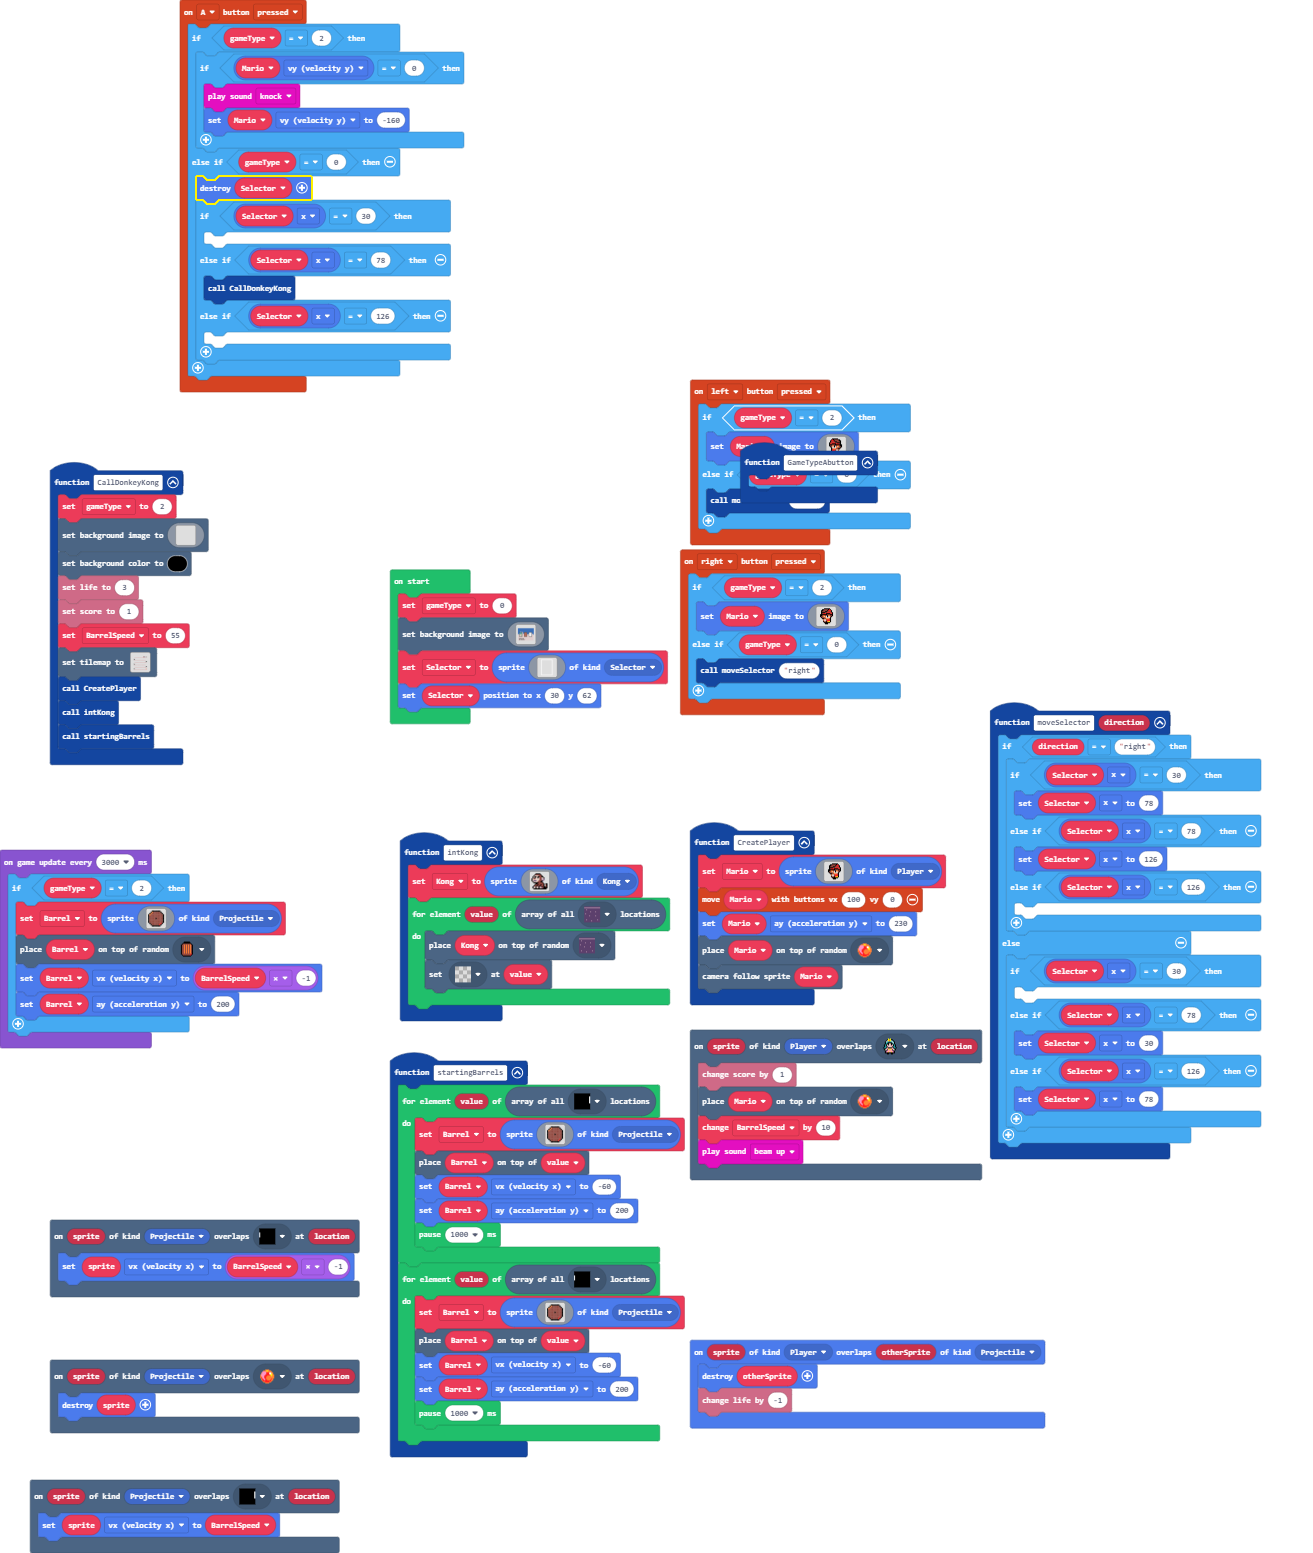 on A button pressed
if gameType = 2 then
if Mario vy (velocity y) = 0 then
play sound knock
set Mario vy (velocity y) to -160
else if gameType = 0 then
destroy Selector
if Selector x = 30 then
else if Selector x = 78 then
call CallDonkeyKong
else if Selector x = 126 then
on left button pressed
if gameType = 2 then
set Ma image to
function GameTypeAbutton
else if hen
call mo
function CallDonkeyKong
set gameType to 2
set background image to
set background color to
set life to 3
set score to 1
set BarrelSpeed to 55
set tilemap to
call CreatePlayer
call intKong
call startingBarrels
on start
set gameType to 0
set background image to
set Selector to sprite of kind Selector
set Selector position to x 30 y 62
on right button pressed
if gameType = 2 then
set Mario image to
else if gameType = 0 then
call moveSelector "right"
function moveSelector direction
if direction = "right" then
if Selector x = 30 then
set Selector x to 78
else if Selector x = 78 then
set Selector x to 126
else if Selector x = 126 then
else
if Selector x = 30 then
else if Selector x = 78 then
set Selector x to 30
else if Selector x = 126 then
set Selector x to 78
on game update every 3000 ms
if gameType = 2 then
set Barrel to sprite of kind Projectile
place Barrel on top of random
set Barrel vx (velocity x) to BarrelSpeed × -1
set Barrel ay (acceleration y) to 200
function intKong
set Kong to sprite of kind Kong
for element value of array of all locations
do
place Kong on top of random
set at value
function CreatePlayer
set Mario to sprite of kind Player
move Mario with buttons vx 100 vy 0
set Mario ay (acceleration y) to 230
place Mario on top of random
camera follow sprite Mario
on sprite of kind Player overlaps at location
change score by 1
place Mario on top of random
change BarrelSpeed by 10
play sound beam up
function startingBarrels
for element value of array of all locations
do
set Barrel to sprite of kind Projectile
place Barrel on top of value
set Barrel vx (velocity x) to -60
set Barrel ay (acceleration y) to 200
pause 1000 ms
for element value of array of all locations
do
set Barrel to sprite of kind Projectile
place Barrel on top of value
set Barrel vx (velocity x) to -60
set Barrel ay (acceleration y) to 200
pause 1000 ms
on sprite of kind Projectile overlaps at location
set sprite vx (velocity x) to BarrelSpeed × -1
on sprite of kind Projectile overlaps at location
destroy sprite
on sprite of kind Projectile overlaps at location
set sprite vx (velocity x) to BarrelSpeed
on sprite of kind Player overlaps otherSprite of kind Projectile
destroy otherSprite
change life by -1